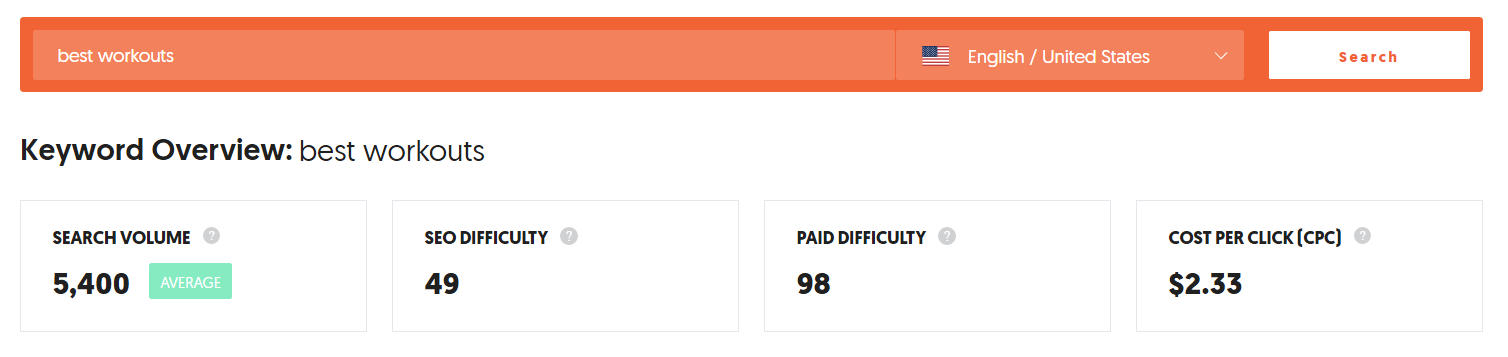 best workouts English / United States Search
Keyword Overview: best workouts
SEARCH VOLUME ? SEO DIFFICULTY ? PAID DIFFICULTY ? COST PER CLICK (CPC) ?
5,400 AVERAGE 49 98 $2.33